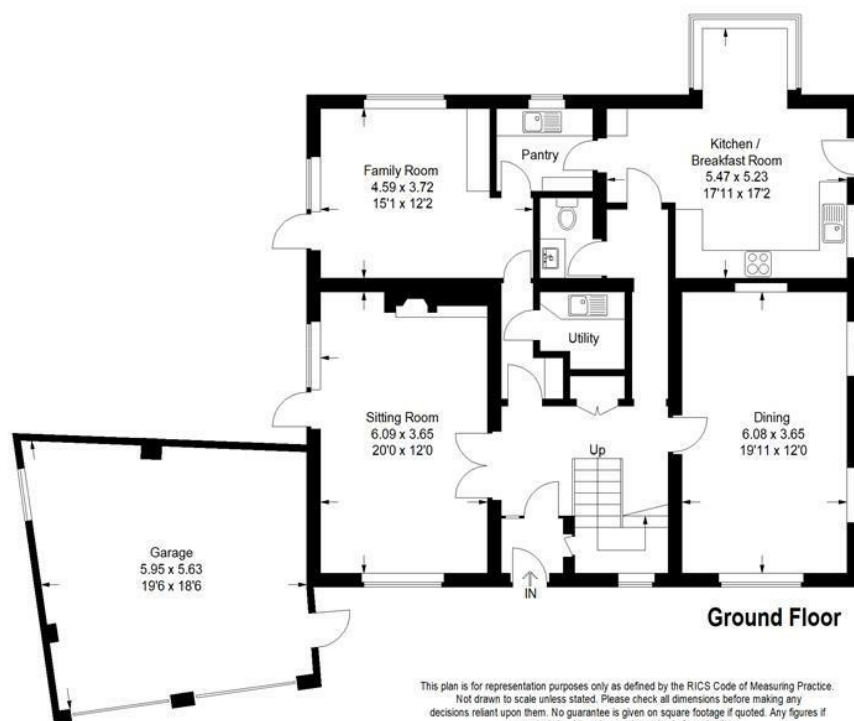 Kitchen /
Breakfast Room
5.47 x 5.23
17'11 x 17'2
Pantry
Family Room
4.59 x 3.72
15'1 x 12'2
Utility
Sitting Room
6.09 x 3.65
20'0 x 12'0
Dining
6.08 x 3.65
19'11 x 12'0
Up
Garage
5.95 x 5.63
19'6 x 18'6
IN
Ground Floor
This plan is for representation purposes only as defined by the RICS Code of Measuring Practice.
Not drawn to scale unless stated. Please check all dimensions before making any
decisions reliant upon them. No guarantee is given on square footage if quoted. Any figures if